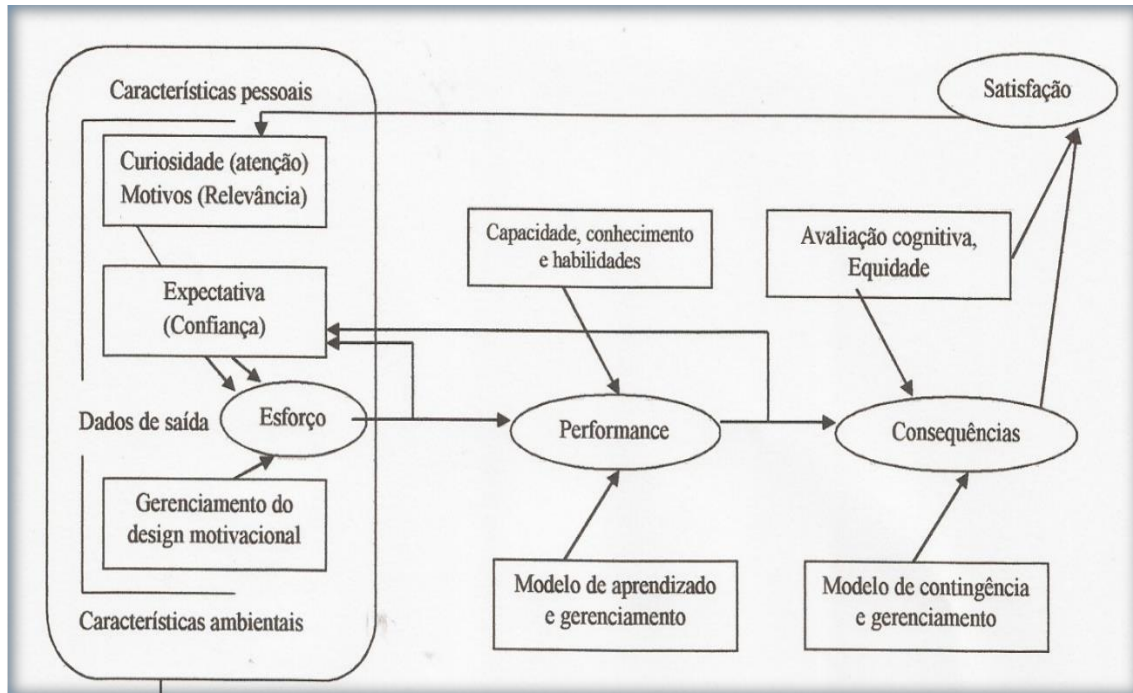 Características pessoais
Satisfação
Curiosidade (atenção)
Motivos (Relevância)
Capacidade, conhecimento
e habilidades
Avaliação cognitiva,
Equidade
Expectativa
(Confiança)
Dados de saída
Esforço
Performance
Consequências
Gerenciamento do
design motivacional
Modelo de aprendizado
e gerenciamento
Modelo de contingência
e gerenciamento
Características ambientais